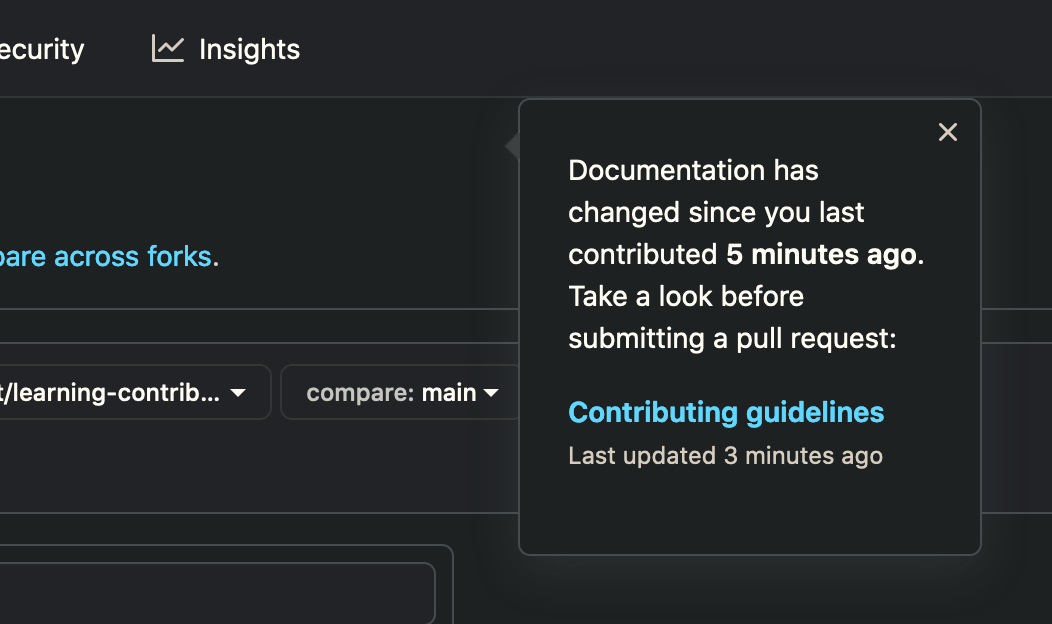 ecurity
Insights
Documentation has
changed since you last
contributed 5 minutes ago.
Take a look before
submitting a pull request:
Contributing guidelines
Last updated 3 minutes ago
pare across forks.
t/learning-contrib...
compare: main